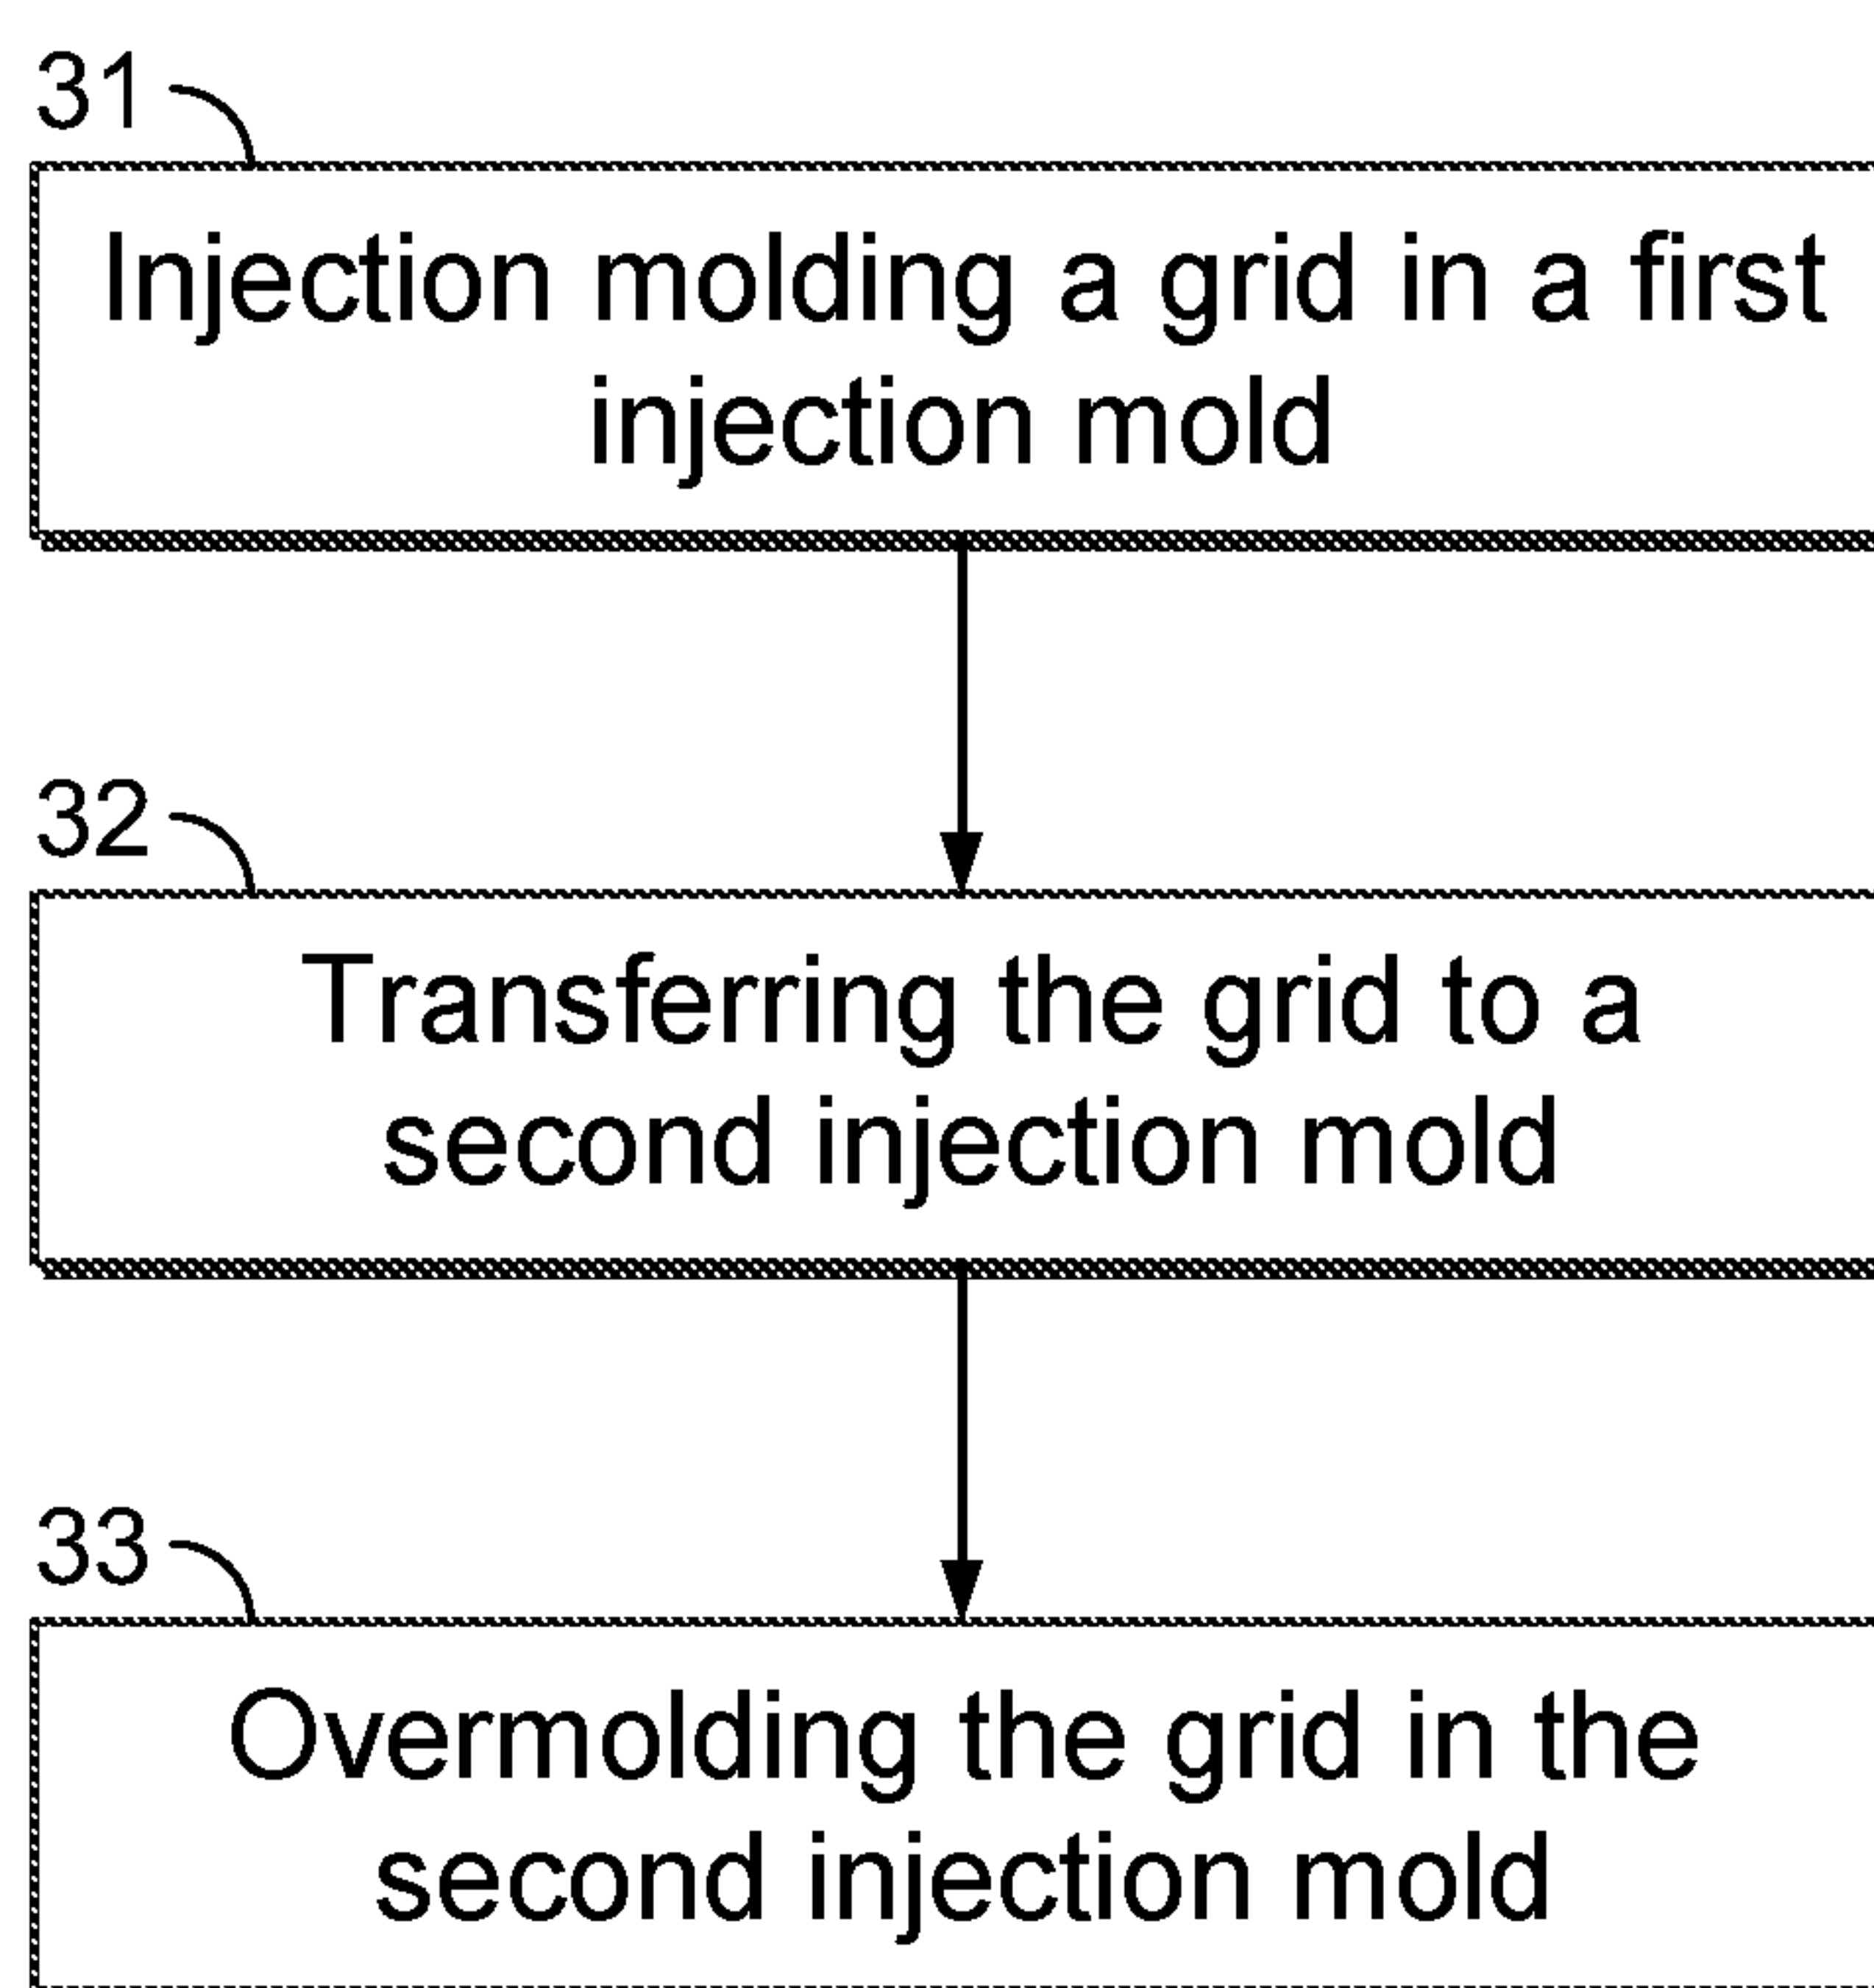 31
Injection molding a grid in a first
injection mold
32
Transferring the grid to a
second injection mold
33
Overmolding the grid in the
second injection mold